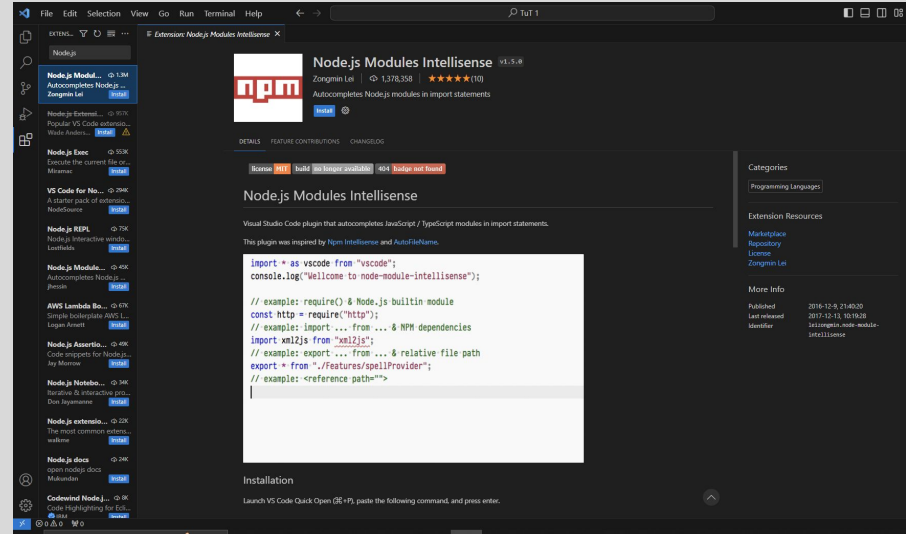 File Edit Selection View Go Run Terminal Help
TuT 1
EXTENS...
Extension: Node.js Modules Intellisense
Node.js
Node.js Modul... 1.3M
Autocompletes Node.js ...
Zongmin Lei Install
Node.js Extensi... 957K
Popular VS Code extensio...
Wade Anders... Install
Node.js Exec 553K
Execute the current file or...
Miramac Install
VS Code for No... 294K
A starter pack of extensio...
NodeSource Install
Node.js REPL 75K
Node.js Interactive windo...
Lostfields Install
Node.js Module... 45K
Autocompletes Node.js ...
jhessin Install
AWS Lambda Bo... 67K
Simple boilerplate AWS L...
Logan Arnett Install
Node.js Assertio... 49K
Code snippets for Node.js...
Jay Morrow Install
Node.js Notebo... 34K
Iterative & interactive pro...
Don Jayamanne Install
Node.js extensio... 22K
The most common extens...
walkme Install
Node.js docs 24K
open nodejs docs
Mukundan Install
Codewind Node.j... 8K
Code Highlighting for Ecli...
IBM Install
0 0 0
npm
Node.js Modules Intellisense v1.5.0
Zongmin Lei 1,378,358 (10)
Autocompletes Node.js modules in import statements
Install
DETAILS FEATURE CONTRIBUTIONS CHANGELOG
license MIT build no longer available 404 badge not found
Node.js Modules Intellisense
Visual Studio Code plugin that autocompletes JavaScript / TypeScript modules in import statements.
This plugin was inspired by Npm Intellisense and AutoFileName.
import * as vscode from "vscode";
console.log("Wellcome to node-module-intellisense");
// example: require() & Node.js builtin module
const http = require("http");
// example: import ... from ... & NPM dependencies
import xml2js from "xml2js";
// example: export ... from ... & relative file path
export * from "./Features/spellProvider";
// example: <reference path="">
Installation
Launch VS Code Quick Open (⌘+P), paste the following command, and press enter.
Categories
Programming Languages
Extension Resources
Marketplace
Repository
License
Zongmin Lei
More Info
Published 2016-12-9, 21:40:20
Last released 2017-12-13, 10:19:28
Identifier leizongmin.node-module-
intellisense